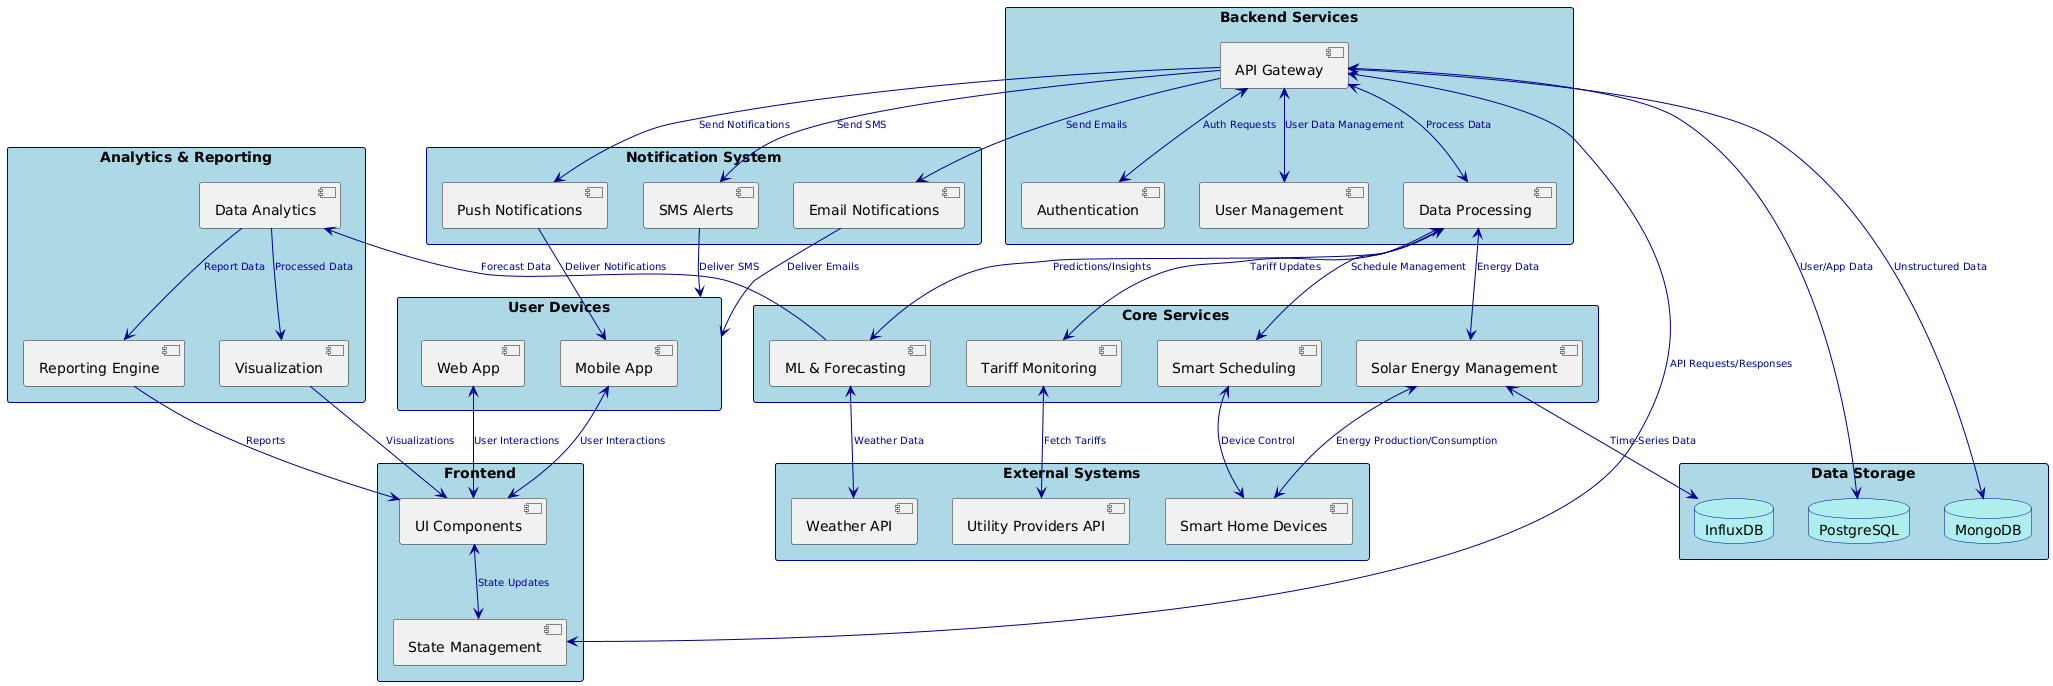 Backend Services
API Gateway
Send Notifications
Send SMS
Send Emails
Auth Requests
User Data Management
Process Data
Analytics & Reporting
Notification System
Data Analytics
Push Notifications
SMS Alerts
Email Notifications
Authentication
User Management
Data Processing
Report Data
Processed Data
Forecast Data
Deliver Notifications
Deliver SMS
Deliver Emails
Predictions/Insights
Tariff Updates
Schedule Management
Energy Data
User/App Data
Unstructured Data
User Devices
Core Services
Reporting Engine
Visualization
Web App
Mobile App
ML & Forecasting
Tariff Monitoring
Smart Scheduling
Solar Energy Management
API Requests/Responses
Reports
Visualizations
User Interactions
User Interactions
Weather Data
Fetch Tariffs
Device Control
Energy Production/Consumption
Time-Series Data
Frontend
External Systems
Data Storage
UI Components
Weather API
Utility Providers API
Smart Home Devices
InfluxDB
PostgreSQL
MongoDB
State Updates
State Management